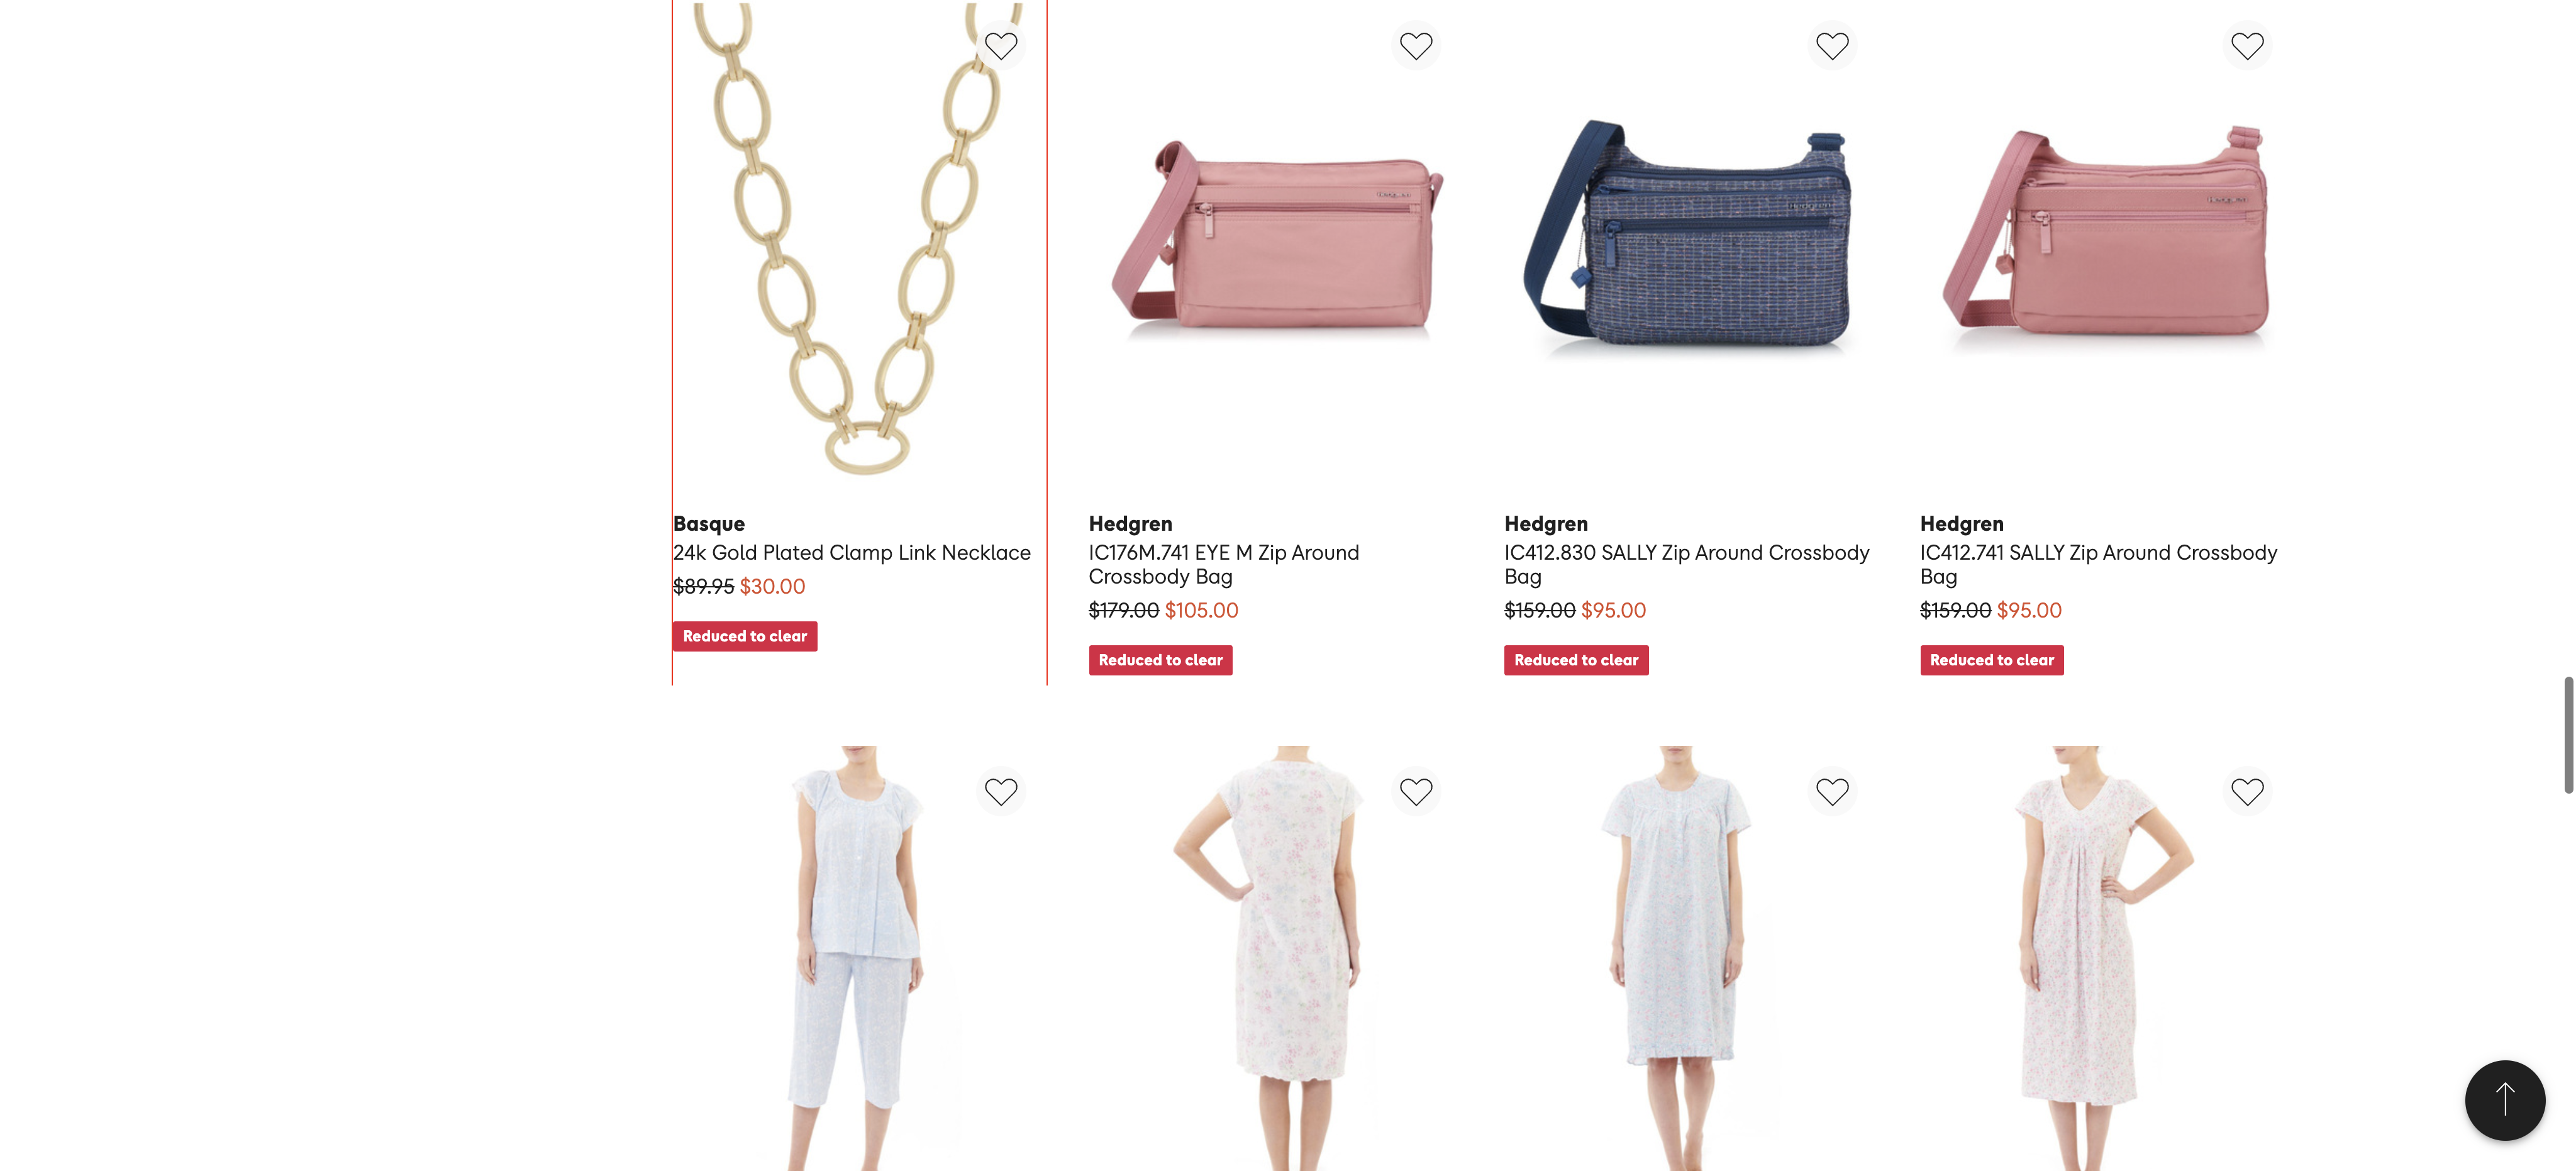 Basque
24k Gold Plated Clamp Link Necklace
$89.95 $30.00
Reduced to clear
Hedgren
Hedgren
IC176M.741 EYE M Zip Around
Crossbody Bag
$179.00 $105.00
Reduced to clear
Hedgren
Hedgren
IC412.830 SALLY Zip Around Crossbody
Bag
$159.00 $95.00
Reduced to clear
Hedgren
Hedgren
IC412.741 SALLY Zip Around Crossbody
Bag
$159.00 $95.00
Reduced to clear